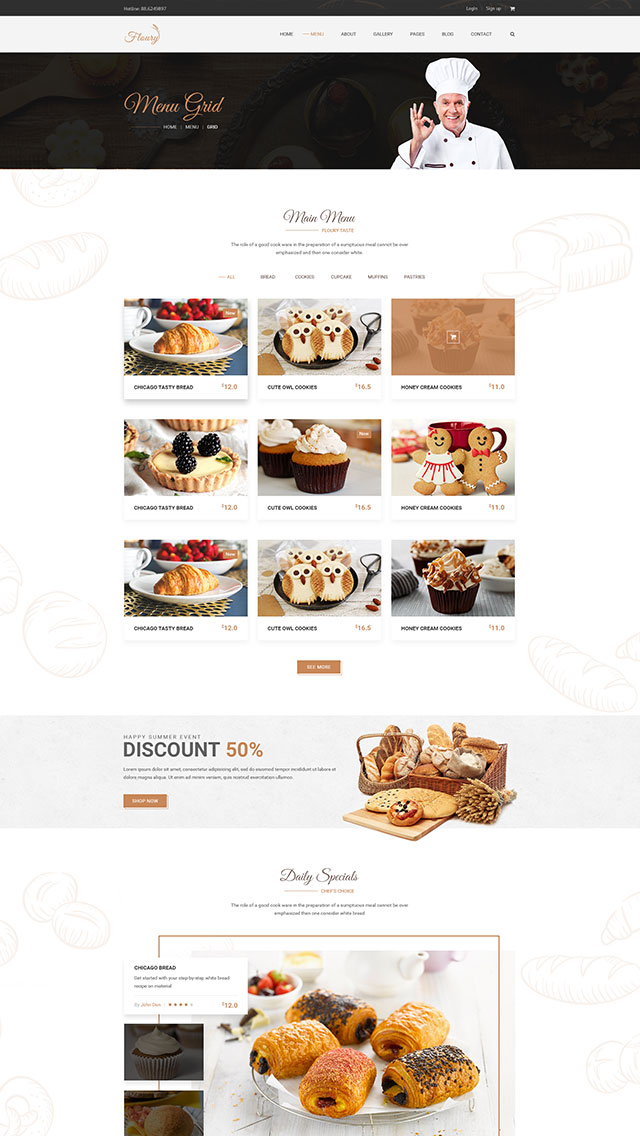 Hotline: 88.6245897
Login
Sign up
Floury
HOME
MENU
ABOUT
GALLERY
PAGES
BLOG
CONTACT
Menu Grid
HOME | MENU | GRID
Main Menu
FLOURY TASTE
The role of a good cook ware in the preparation of a sumptuous meal cannot be over
emphasized and then one consider white
ALL
BREAD
COOKIES
CUPCAKE
MUFFINS
PASTRIES
New
CHICAGO TASTY BREAD $12.0
CUTE OWL COOKIES $16.5
HONEY CREAM COOKIES $11.0
New
CHICAGO TASTY BREAD $12.0
CUTE OWL COOKIES $16.5
HONEY CREAM COOKIES $11.0
New
CHICAGO TASTY BREAD $12.0
CUTE OWL COOKIES $16.5
HONEY CREAM COOKIES $11.0
SEE MORE
HAPPY SUMMER EVENT
DISCOUNT 50%
Lorem ipsum dolor sit amet, consectetur adipiscing elit, sed do eiusmod tempor incididunt ut labore et
dolore magna aliqua. Ut enim ad minim veniam, quis nostrud exercitation ullamco
SHOP NOW
Daily Specials
CHEF'S CHOICE
The role of a good cook ware in the preparation of a sumptuous meal cannot be over
emphasized then one consider white bread
CHICAGO BREAD
Get started with your step-by-step white bread
recipe on material
By John Doe
$12.0